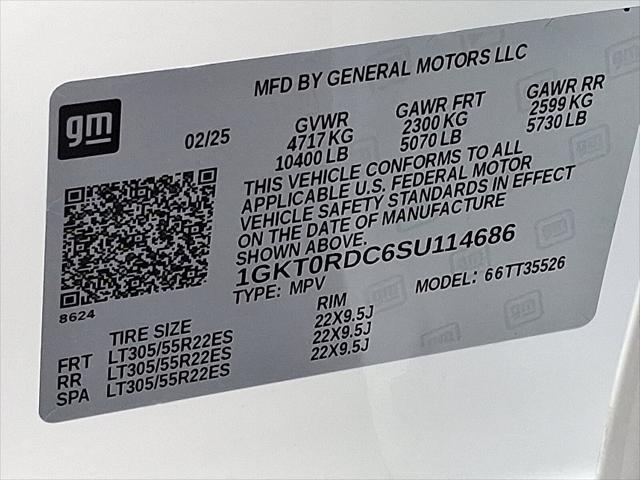 MFD BY GENERAL MOTORS LLC
gm
02/25
GVWR
4717 KG
10400 LB
GAWR FRT
2300 KG
5070 LB
GAWR RR
2599 KG
5730 LB
THIS VEHICLE CONFORMS TO ALL
APPLICABLE U.S. FEDERAL MOTOR
VEHICLE SAFETY STANDARDS IN EFFECT
ON THE DATE OF MANUFACTURE
SHOWN ABOVE.
1GKT0RDC6SU114686
TYPE: MPV
MODEL: 66TT35526
8624
TIRE SIZE
RIM
FRT LT305/55R22ES 22X9.5J
RR LT305/55R22ES 22X9.5J
SPA LT305/55R22ES 22X9.5J